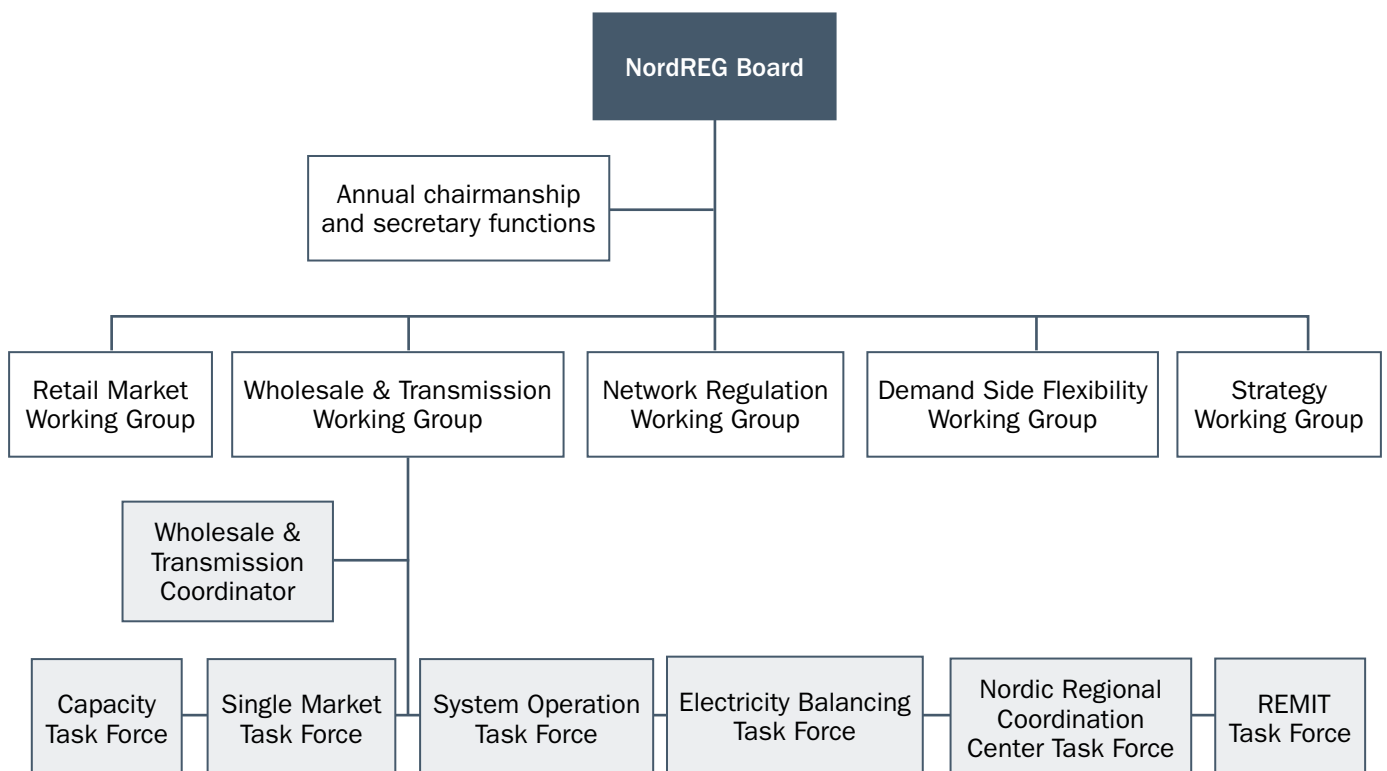 NordREG Board
Annual chairmanship
and secretary functions
Retail Market
Working Group
Wholesale & Transmission
Working Group
Network Regulation
Working Group
Demand Side Flexibility
Working Group
Strategy
Working Group
Wholesale &
Transmission
Coordinator
Capacity
Task Force
Single Market
Task Force
System Operation
Task Force
Electricity Balancing
Task Force
Nordic Regional
Coordination
Center Task Force
REMIT
Task Force